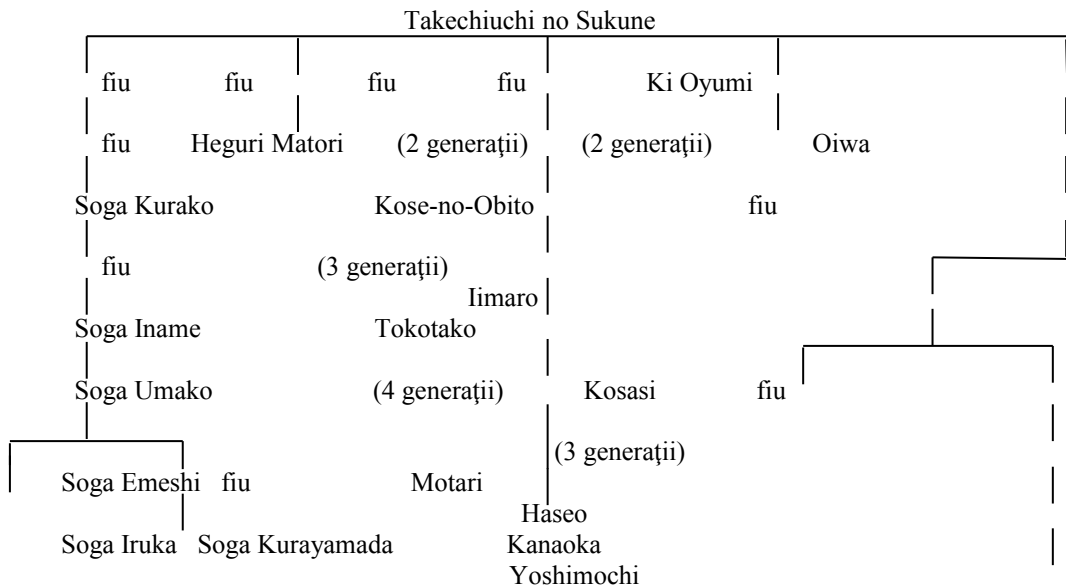 Takechiuchi no Sukune
fiu fiu fiu fiu Ki Oyumi
fiu Heguri Matori (2 generaţii) (2 generaţii) Oiwa
Soga Kurako Kose-no-Obito fiu
fiu (3 generaţii)
Iimaro
Soga Iname Tokotako
Soga Umako (4 generaţii) Kosasi fiu
(3 generaţii)
Soga Emeshi fiu Motari
Haseo
Soga Iruka Soga Kurayamada Kanaoka
Yoshimochi